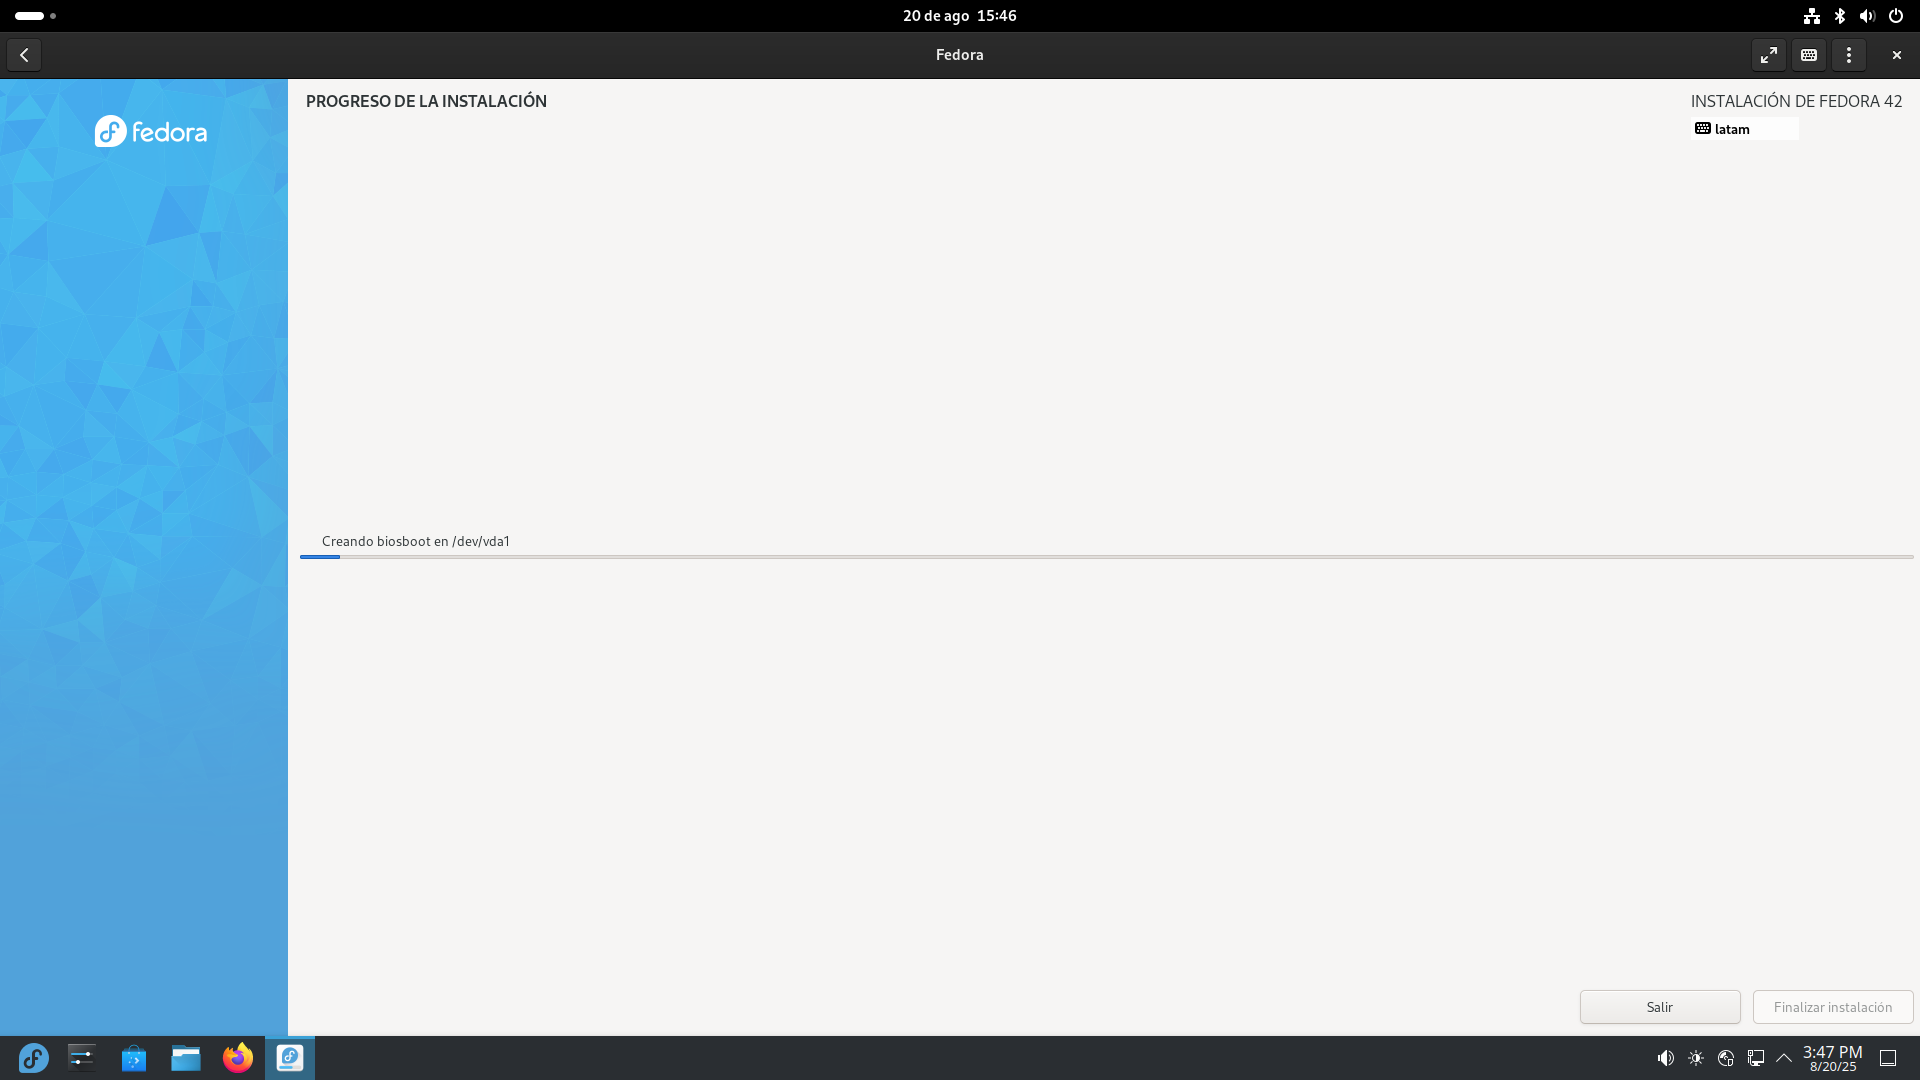 20 de ago 15:46
Fedora
fedora
PROGRESO DE LA INSTALACIÓN
INSTALACIÓN DE FEDORA 42
latam
Creando biosboot en /dev/vda1
Salir
Finalizar instalación
3:47 PM
8/20/25